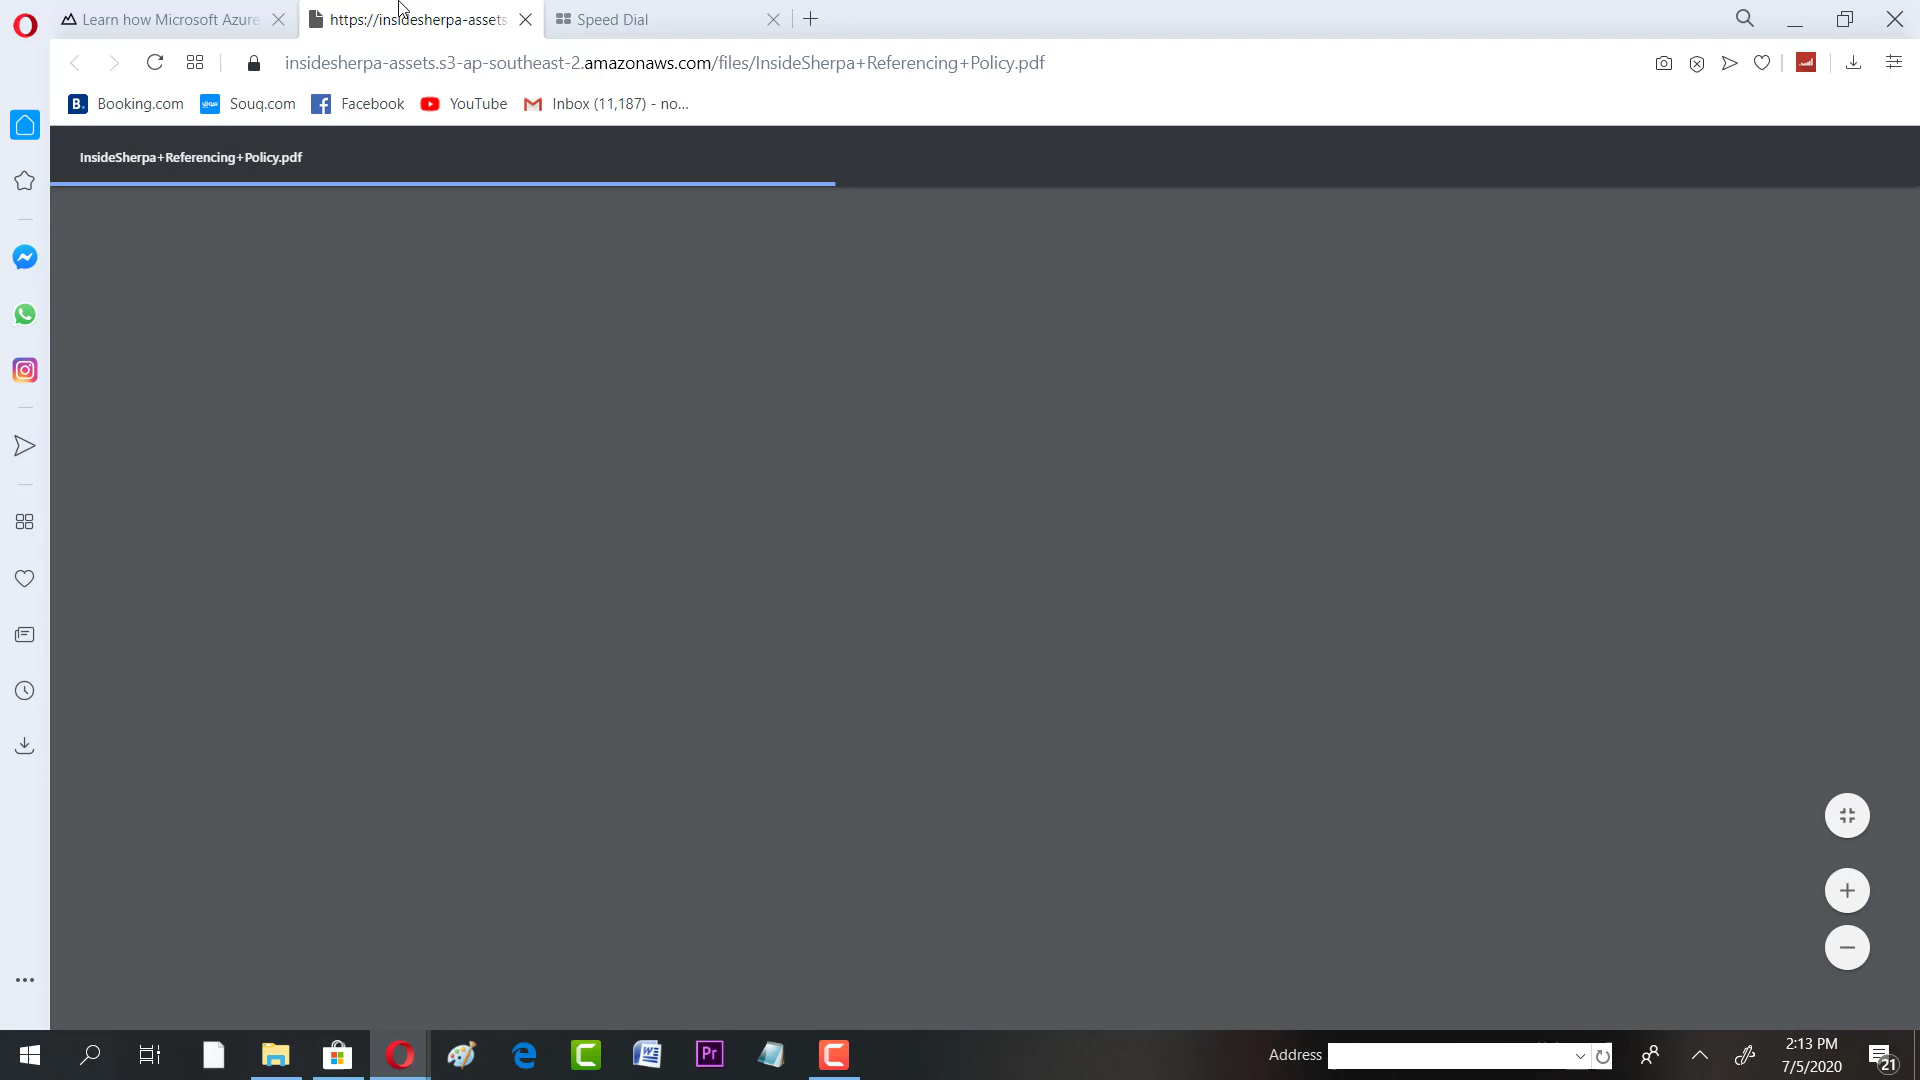 Learn how Microsoft Azure
https://insidesherpa-assets
Speed Dial
insidesherpa-assets.s3-ap-southeast-2.amazonaws.com/files/InsideSherpa+Referencing+Policy.pdf
B. Booking.com
Souq.com
Facebook
YouTube
Inbox (11,187) - no...
InsideSherpa+Referencing+Policy.pdf
Pr
Address
2:13 PM
7/5/2020
21